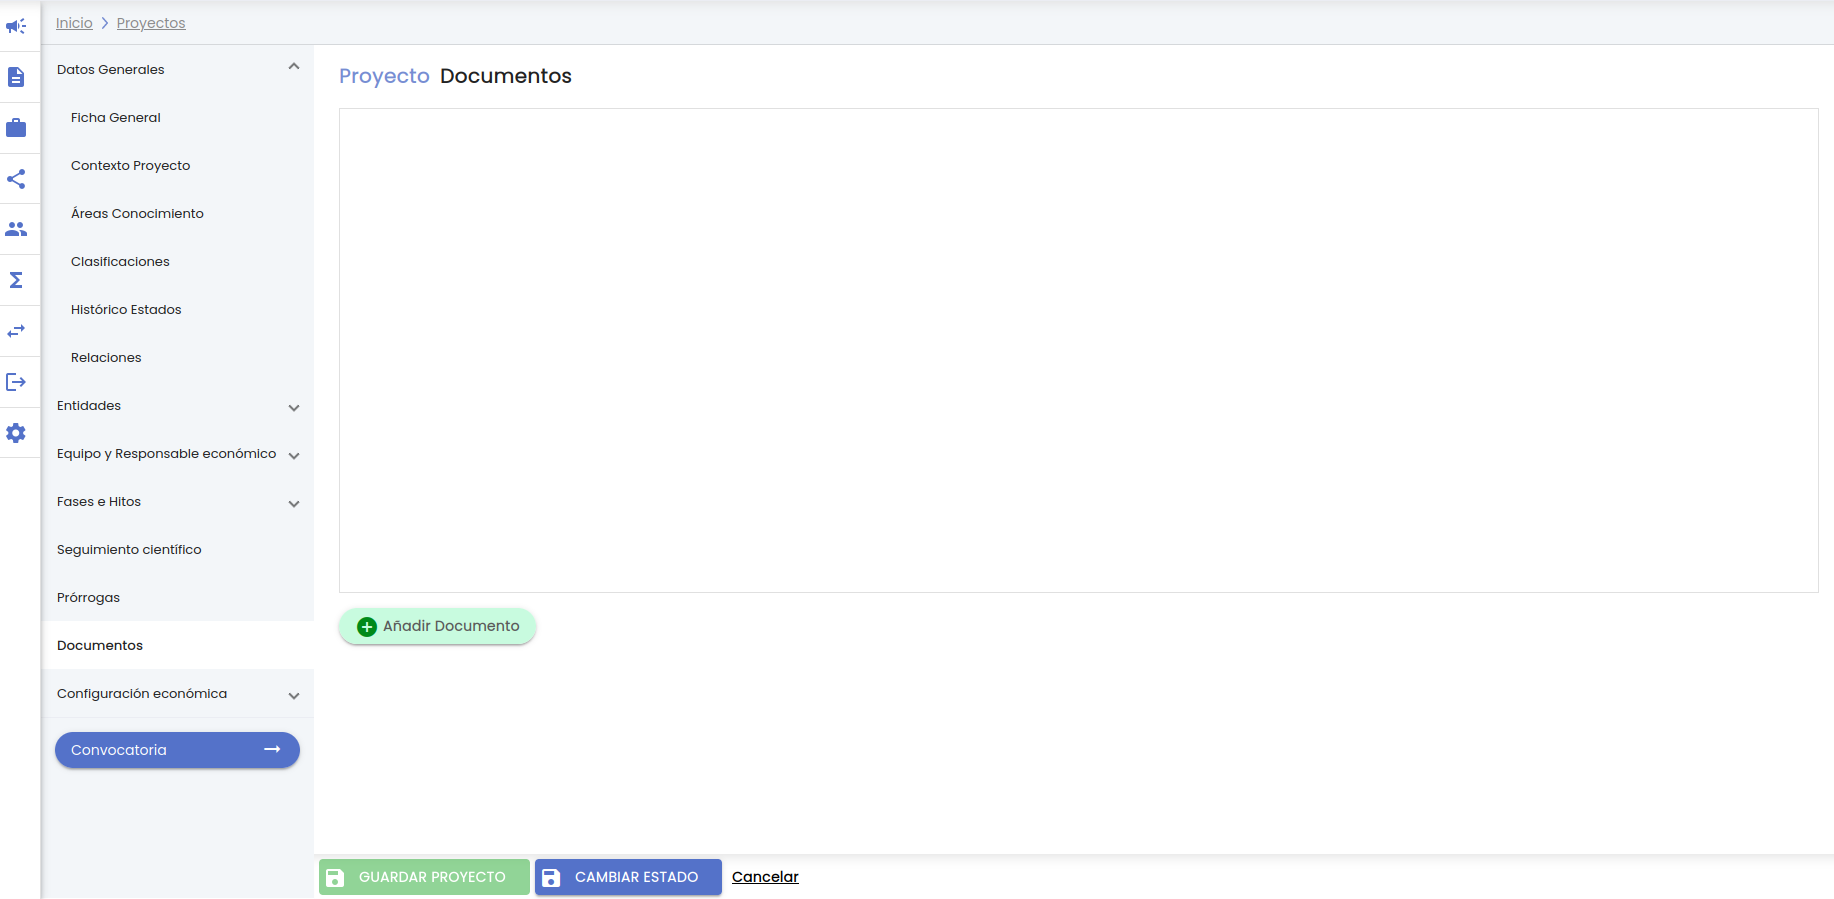 Inicio
Proyectos
Datos Generales
Ficha General
Contexto Proyecto
Áreas Conocimiento
Clasificaciones
Histórico Estados
Relaciones
Entidades
Equipo y Responsable económico
Fases e Hitos
Seguimiento científico
Prórrogas
Documentos
Configuración económica
Convocatoria
Proyecto Documentos
Añadir Documento
GUARDAR PROYECTO
CAMBIAR ESTADO
Cancelar